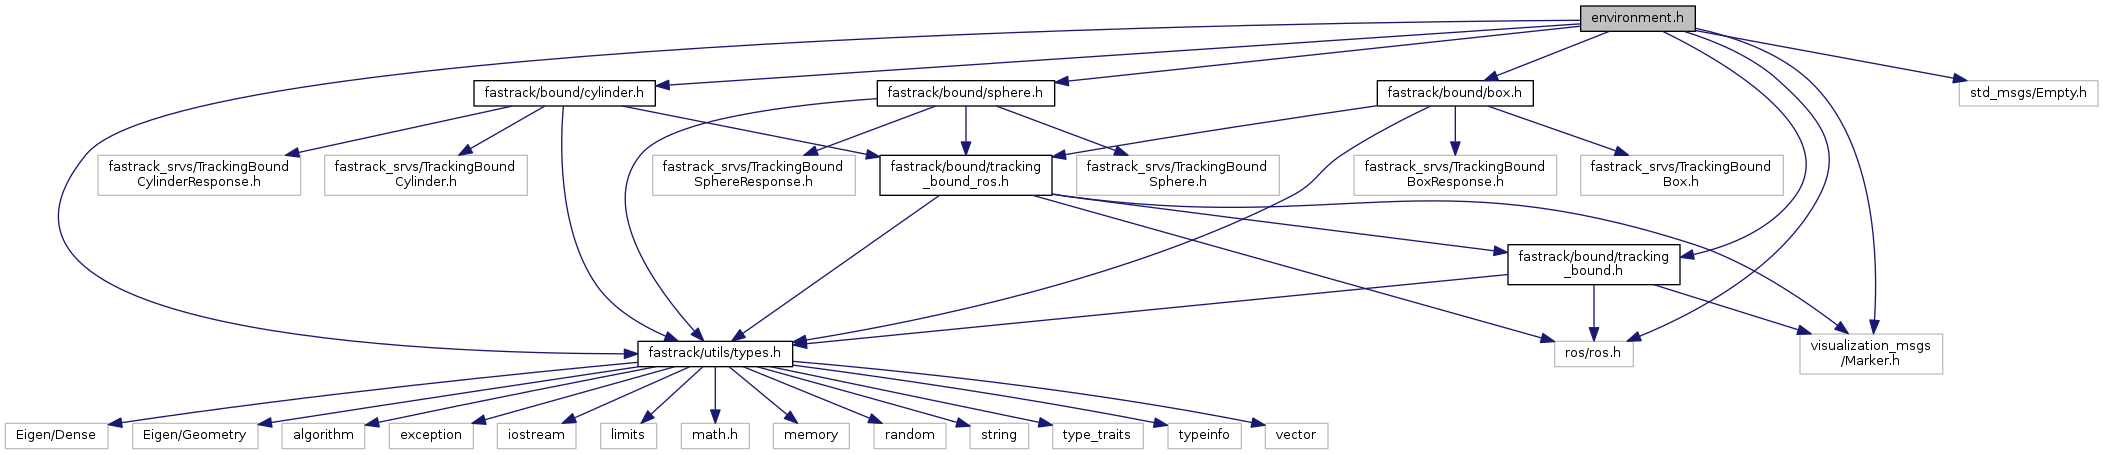 environment.h
fastrack/bound/cylinder.h
fastrack/bound/sphere.h
fastrack/bound/box.h
std_msgs/Empty.h
fastrack_srvs/TrackingBound
CylinderResponse.h
fastrack_srvs/TrackingBound
Cylinder.h
fastrack_srvs/TrackingBound
SphereResponse.h
fastrack/bound/tracking
_bound_ros.h
fastrack_srvs/TrackingBound
Sphere.h
fastrack_srvs/TrackingBound
BoxResponse.h
fastrack_srvs/TrackingBound
Box.h
fastrack/bound/tracking
_bound.h
fastrack/utils/types.h
ros/ros.h
visualization_msgs
/Marker.h
Eigen/Dense
Eigen/Geometry
algorithm
exception
iostream
limits
math.h
memory
random
string
type_traits
typeinfo
vector